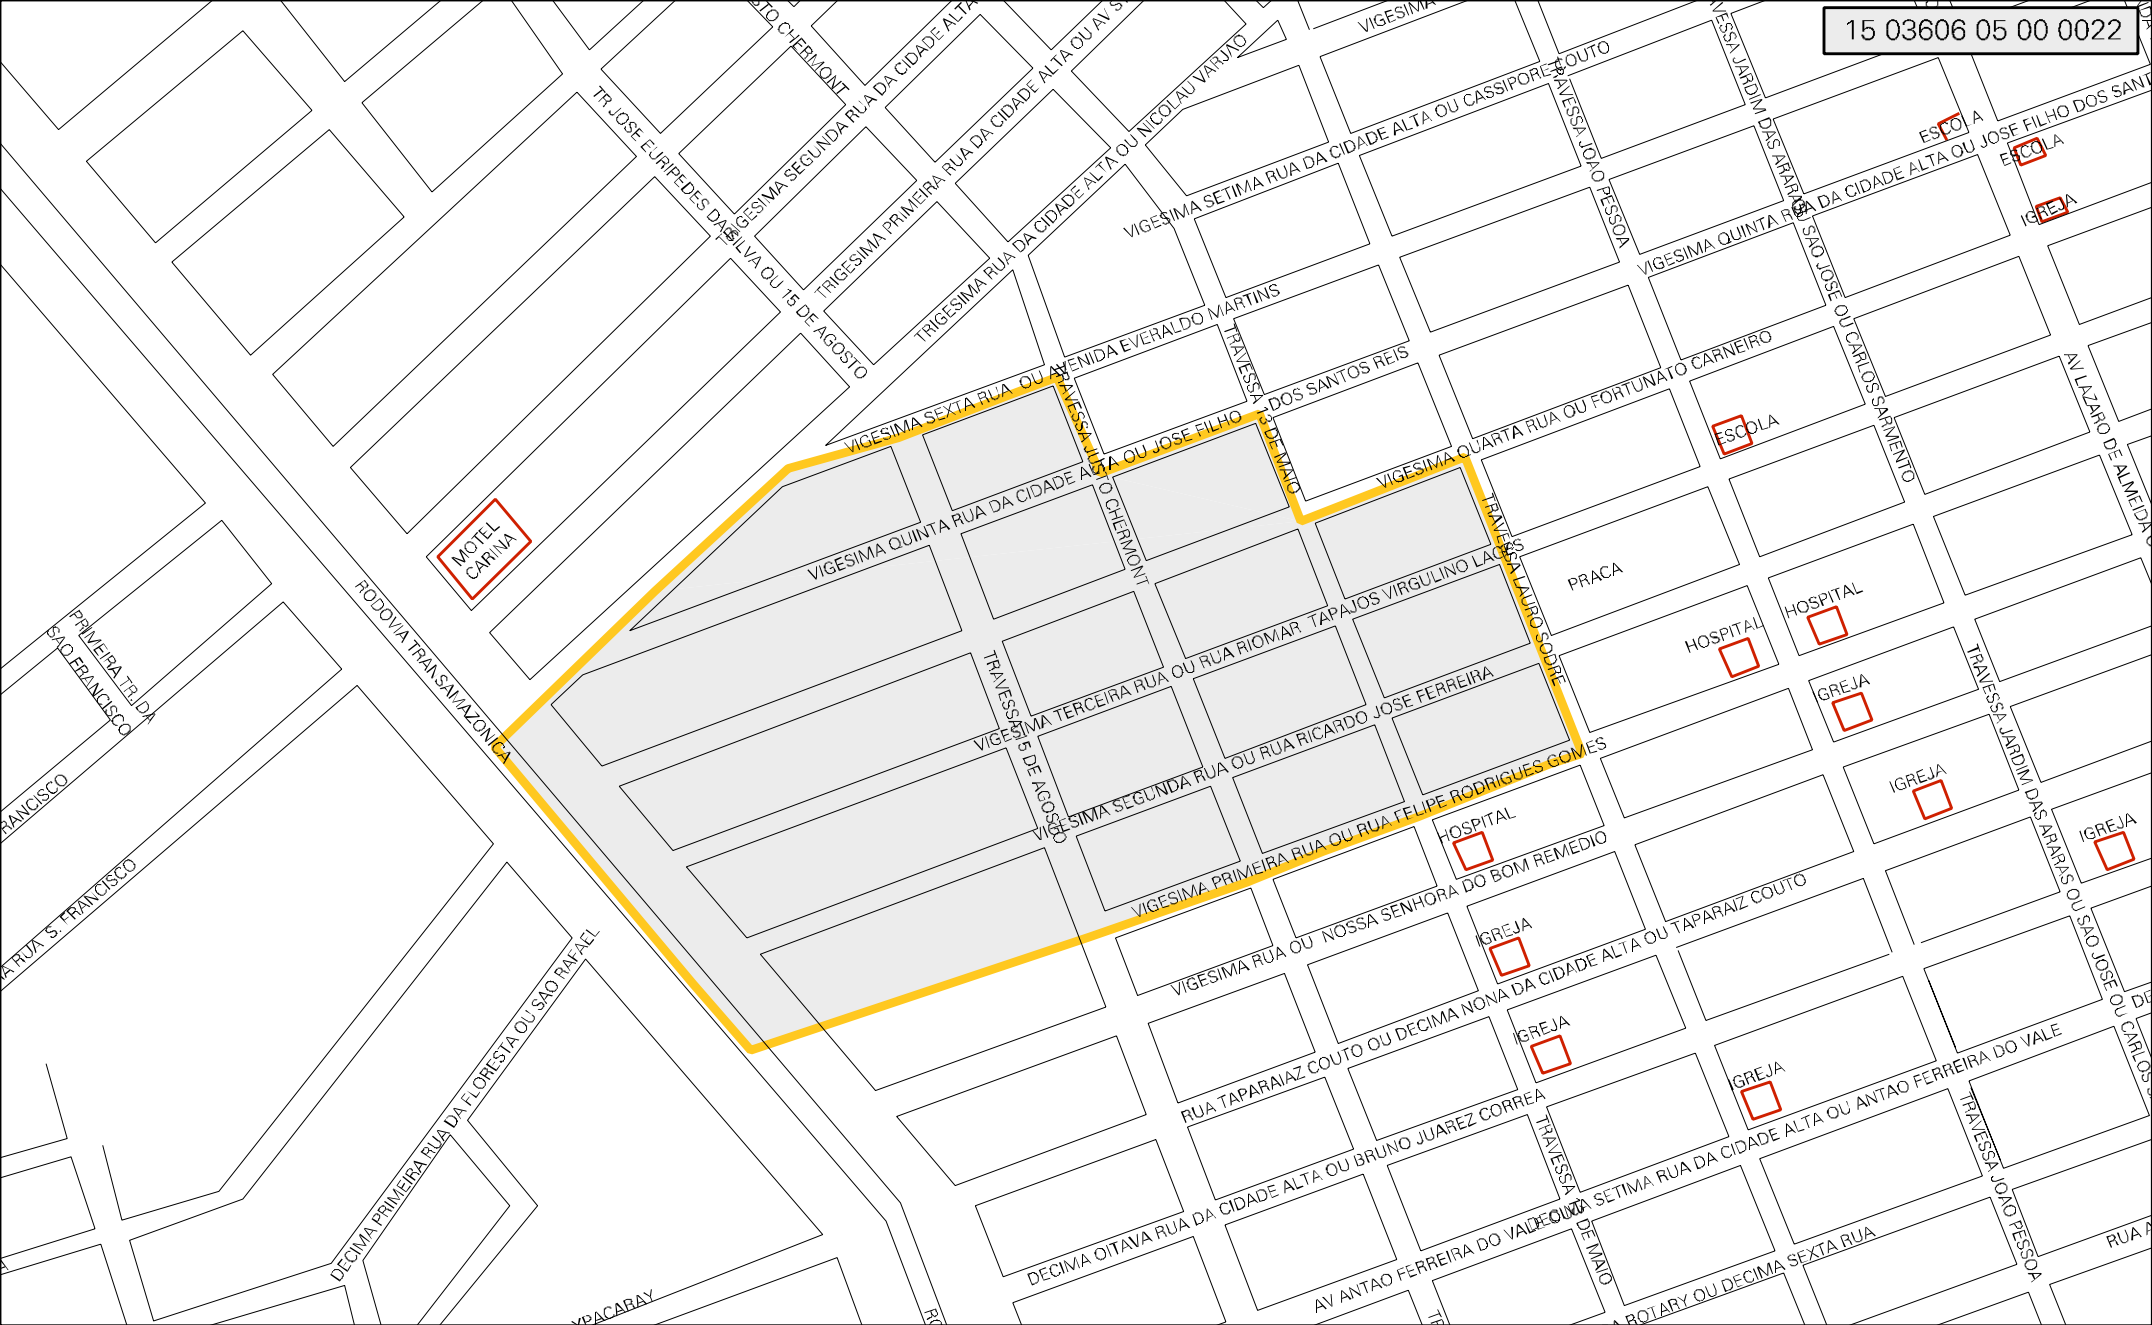 15 03606 05 00 0022
VIGESIMA
STO CHERMONT
TRIGESIMA SEGUNDA RUA DA CIDADE ALTA
TRIGESIMA PRIMEIRA RUA DA CIDADE ALTA OU AV
TRIGESIMA RUA DA CIDADE ALTA OU NICOLAU VARJAO
TR JOSE EURIPEDES DA SILVA OU 15 DE AGOSTO
VIGESIMA SETIMA RUA DA CIDADE ALTA OU CASSIPORE COUTO
TRAVESSA JOAO PESSOA
TRAVESSA JARDIM DAS ARARAS OU SAO JOSE OU CARLOS SARMENTO
VIGESIMA QUINTA RUA DA CIDADE ALTA OU JOSE FILHO DOS SANT
ESCOLA
ESCOLA
IGREJA
VIGESIMA SEXTA RUA OU AVENIDA EVERALDO MARTINS
TRAVESSA JUSTO CHERMONT
TRAVESSA 13 DE MAIO
VIGESIMA QUINTA RUA DA CIDADE ALTA OU JOSE FILHO DOS SANTOS REIS
VIGESIMA QUARTA RUA OU FORTUNATO CARNEIRO
ESCOLA
AV LAZARO DE ALMEIDA
MOTEL
CARINA
RODOVIA TRANSAMAZONICA
TRAVESSA LAURO SODRE
PRACA
HOSPITAL
HOSPITAL
IGREJA
PRIMEIRA TR. DA
SAO FRANCISCO
VIGESIMA TERCEIRA RUA OU RUA RIOMAR TAPAJOS VIRGULINO LAGES
TRAVESSA 15 DE AGOSTO
VIGESIMA SEGUNDA RUA OU RUA RICARDO JOSE FERREIRA
VIGESIMA PRIMEIRA RUA OU RUA FELIPE RODRIGUES GOMES
TRAVESSA JARDIM DAS ARARAS OU SAO JOSE OU CARLOS S
IGREJA
IGREJA
HOSPITAL
RANCISCO
A RUA S. FRANCISCO
VIGESIMA RUA OU NOSSA SENHORA DO BOM REMEDIO
IGREJA
RUA TAPARAIAZ COUTO OU DECIMA NONA DA CIDADE ALTA OU TAPARAIZ COUTO
IGREJA
IGREJA
DE
DECIMA PRIMEIRA RUA DA FLORESTA OU SAO RAFAEL
DECIMA OITAVA RUA DA CIDADE ALTA OU BRUNO JUAREZ CORREA
TRAVESSA 13 DE MAIO
AV ANTAO FERREIRA DO VALE OU
DECIMA SETIMA RUA DA CIDADE ALTA OU ANTAO FERREIRA DO VALE
TRAVESSA JOAO PESSOA
RUA A
A ROTARY OU DECIMA SEXTA RUA
YPACARAY
RO
TR